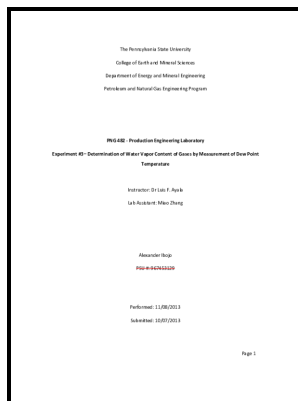 The Pennsylvania State University
College of Earth and Mineral Sciences
Department of Energy and Mineral Engineering
Petroleum and Natural Gas Engineering Program
PNG 482 - Production Engineering Laboratory
Experiment #9 – Determination of Water Vapor Content of Gases by Measurement of Dew Point
Temperature
Instructor: Dr Luis F. Ayala
Lab Assistant: Miao Zhang
Alexander Ibojo
PSU #:
Performed: 11/08/2013
Submitted: 10/07/2013
Page 1